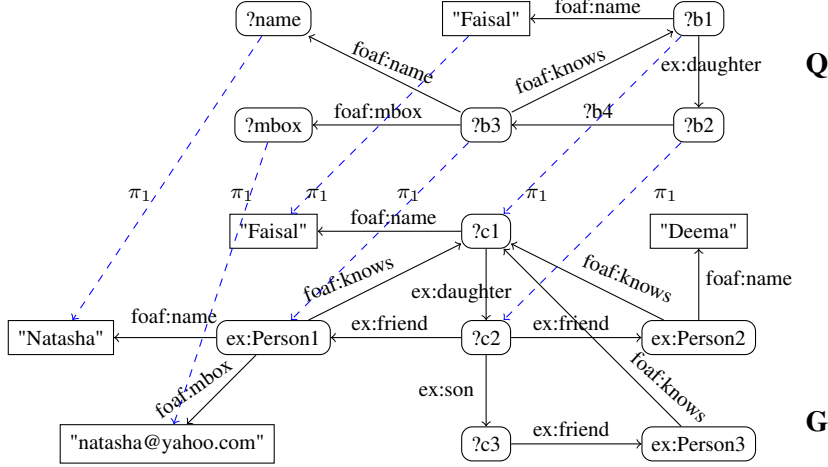 ?name "Faisal" foaf:name ?b1
foaf:name foaf:knows ex:daughter Q
?mbox foaf:mbox ?b3 ?b4 ?b2
π1 π1 π1 π1 π1 π1
"Faisal" foaf:name ?c1 "Deema"
foaf:knows ex:daughter foaf:knows foaf:name
"Natasha" foaf:name ex:Person1 ex:friend ?c2 ex:friend ex:Person2
foaf:mbox ex:son foaf:knows
"natasha@yahoo.com" ?c3 ex:friend ex:Person3 G